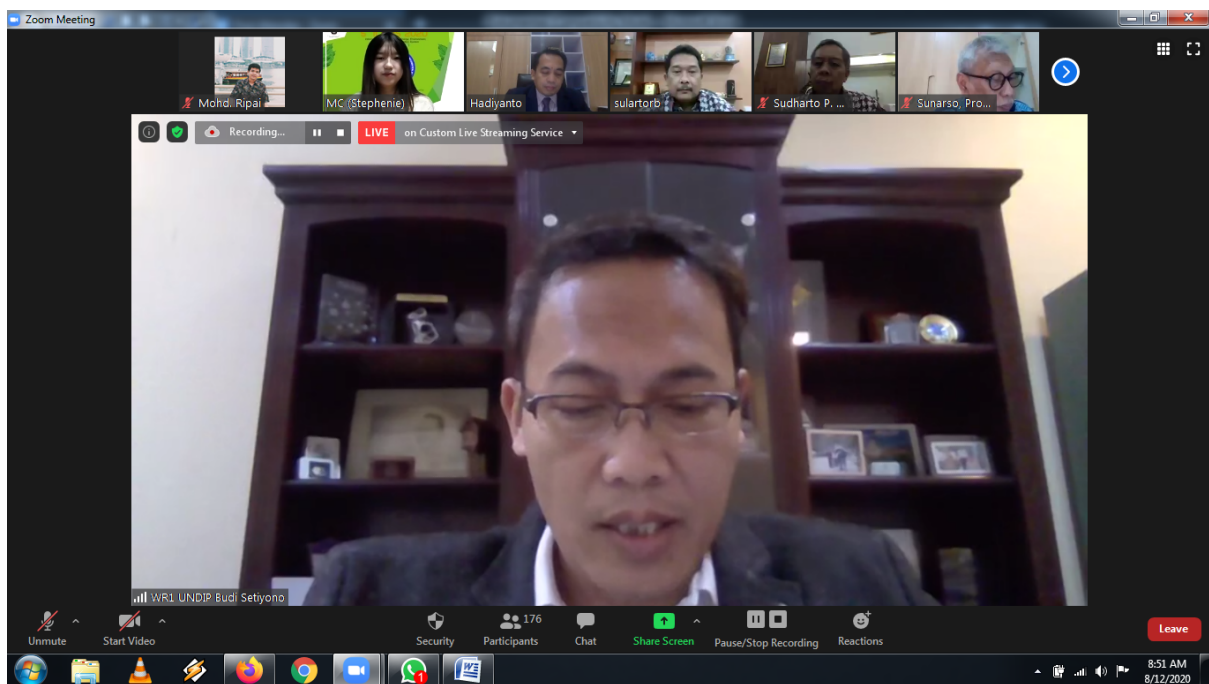 Zoom Meeting
Mohd. Ripai
MC (Stephenie)
Hadiyanto
sulartorb
Sudharto P. ...
Sunarso, Pro...
Recording...
LIVE on Custom Live Streaming Service
WR1 UNDIP Budi Setiyono
Unmute
Start Video
Security
176
Participants
Chat
Share Screen
Pause/Stop Recording
Reactions
Leave
1
W
8:51 AM
8/12/2020